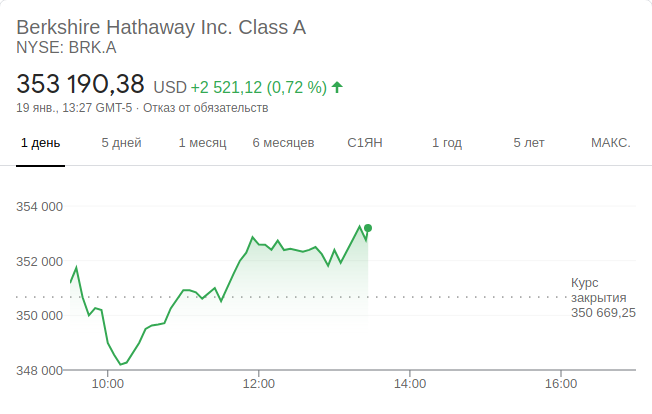 Berkshire Hathaway Inc. Class A
NYSE: BRK.A
353 190,38 USD +2 521,12 (0,72 %)
19 янв., 13:27 GMT-5 · Отказ от обязательств
1 день 5 дней 1 месяц 6 месяцев С1ЯН 1 год 5 лет МАКС.
354 000
352 000
Курс
закрытия
350 669,25
350 000
348 000
10:00 12:00 14:00 16:00